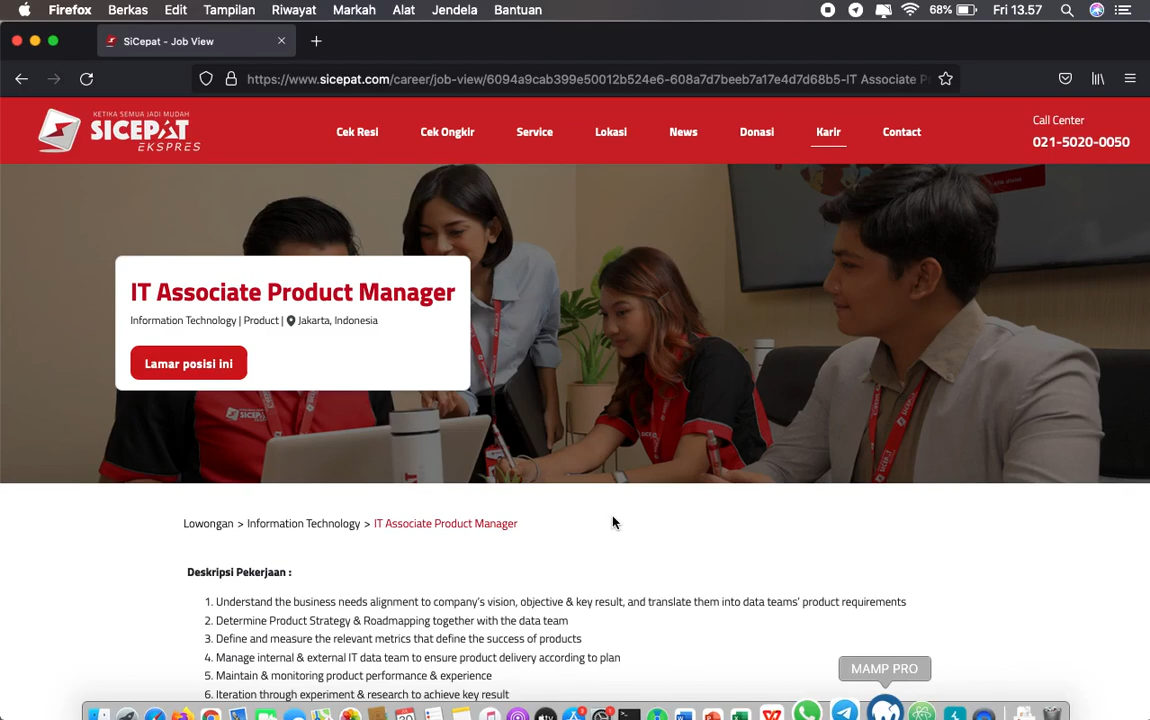 Firefox Berkas Edit Tampilan Riwayat Markah Alat Jendela Bantuan 68% Fri 13.57
SiCepat - Job View
https://www.sicepat.com/career/job-view/6094a9cab399e50012b524e6-608a7d7beeb7a17e4d7d68b5-IT Associate P
KETIKA SEMUA JADI MUDAH
SICEPAT
EKSPRES
Cek Resi Cek Ongkir Service Lokasi News Donasi Karir Contact
Call Center
021-5020-0050
IT Associate Product Manager
Information Technology | Product | Jakarta, Indonesia
Lamar posisi ini
Lowongan > Information Technology > IT Associate Product Manager
Deskripsi Pekerjaan :
1. Understand the business needs alignment to company's vision, objective & key result, and translate them into data teams' product requirements
2. Determine Product Strategy & Roadmapping together with the data team
3. Define and measure the relevant metrics that define the success of products
4. Manage internal & external IT data team to ensure product delivery according to plan
5. Maintain & monitoring product performance & experience
6. Iteration through experiment & research to achieve key result
MAMP PRO